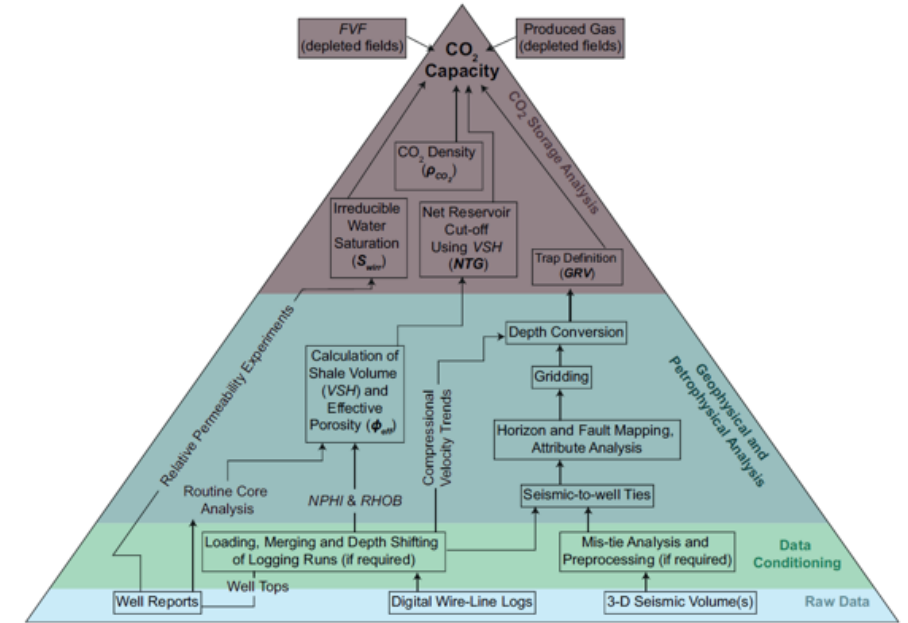 FVF
(depleted fields)
Produced Gas
(depleted fields)
CO2
Capacity
CO2 Storage Analysis
CO2 Density
(ρCO2)
Irreducible
Water
Saturation
(Swirr)
Net Reservoir
Cut-off
Using VSH
(NTG)
Trap Definition
(GRV)
Relative Permeability Experiments
Depth Conversion
Calculation of
Shale Volume
(VSH) and
Effective
Porosity (ϕeff)
Gridding
Compressional
Velocity Trends
Geophysical and
Petrophysical Analysis
Horizon and Fault Mapping,
Attribute Analysis
Routine Core
Analysis
NPHI & RHOB
Seismic-to-well Ties
Loading, Merging and Depth Shifting
of Logging Runs (if required)
Mis-tie Analysis and
Preprocessing (if required)
Data
Conditioning
Well Tops
Well Reports
Digital Wire-Line Logs
3-D Seismic Volume(s)
Raw Data